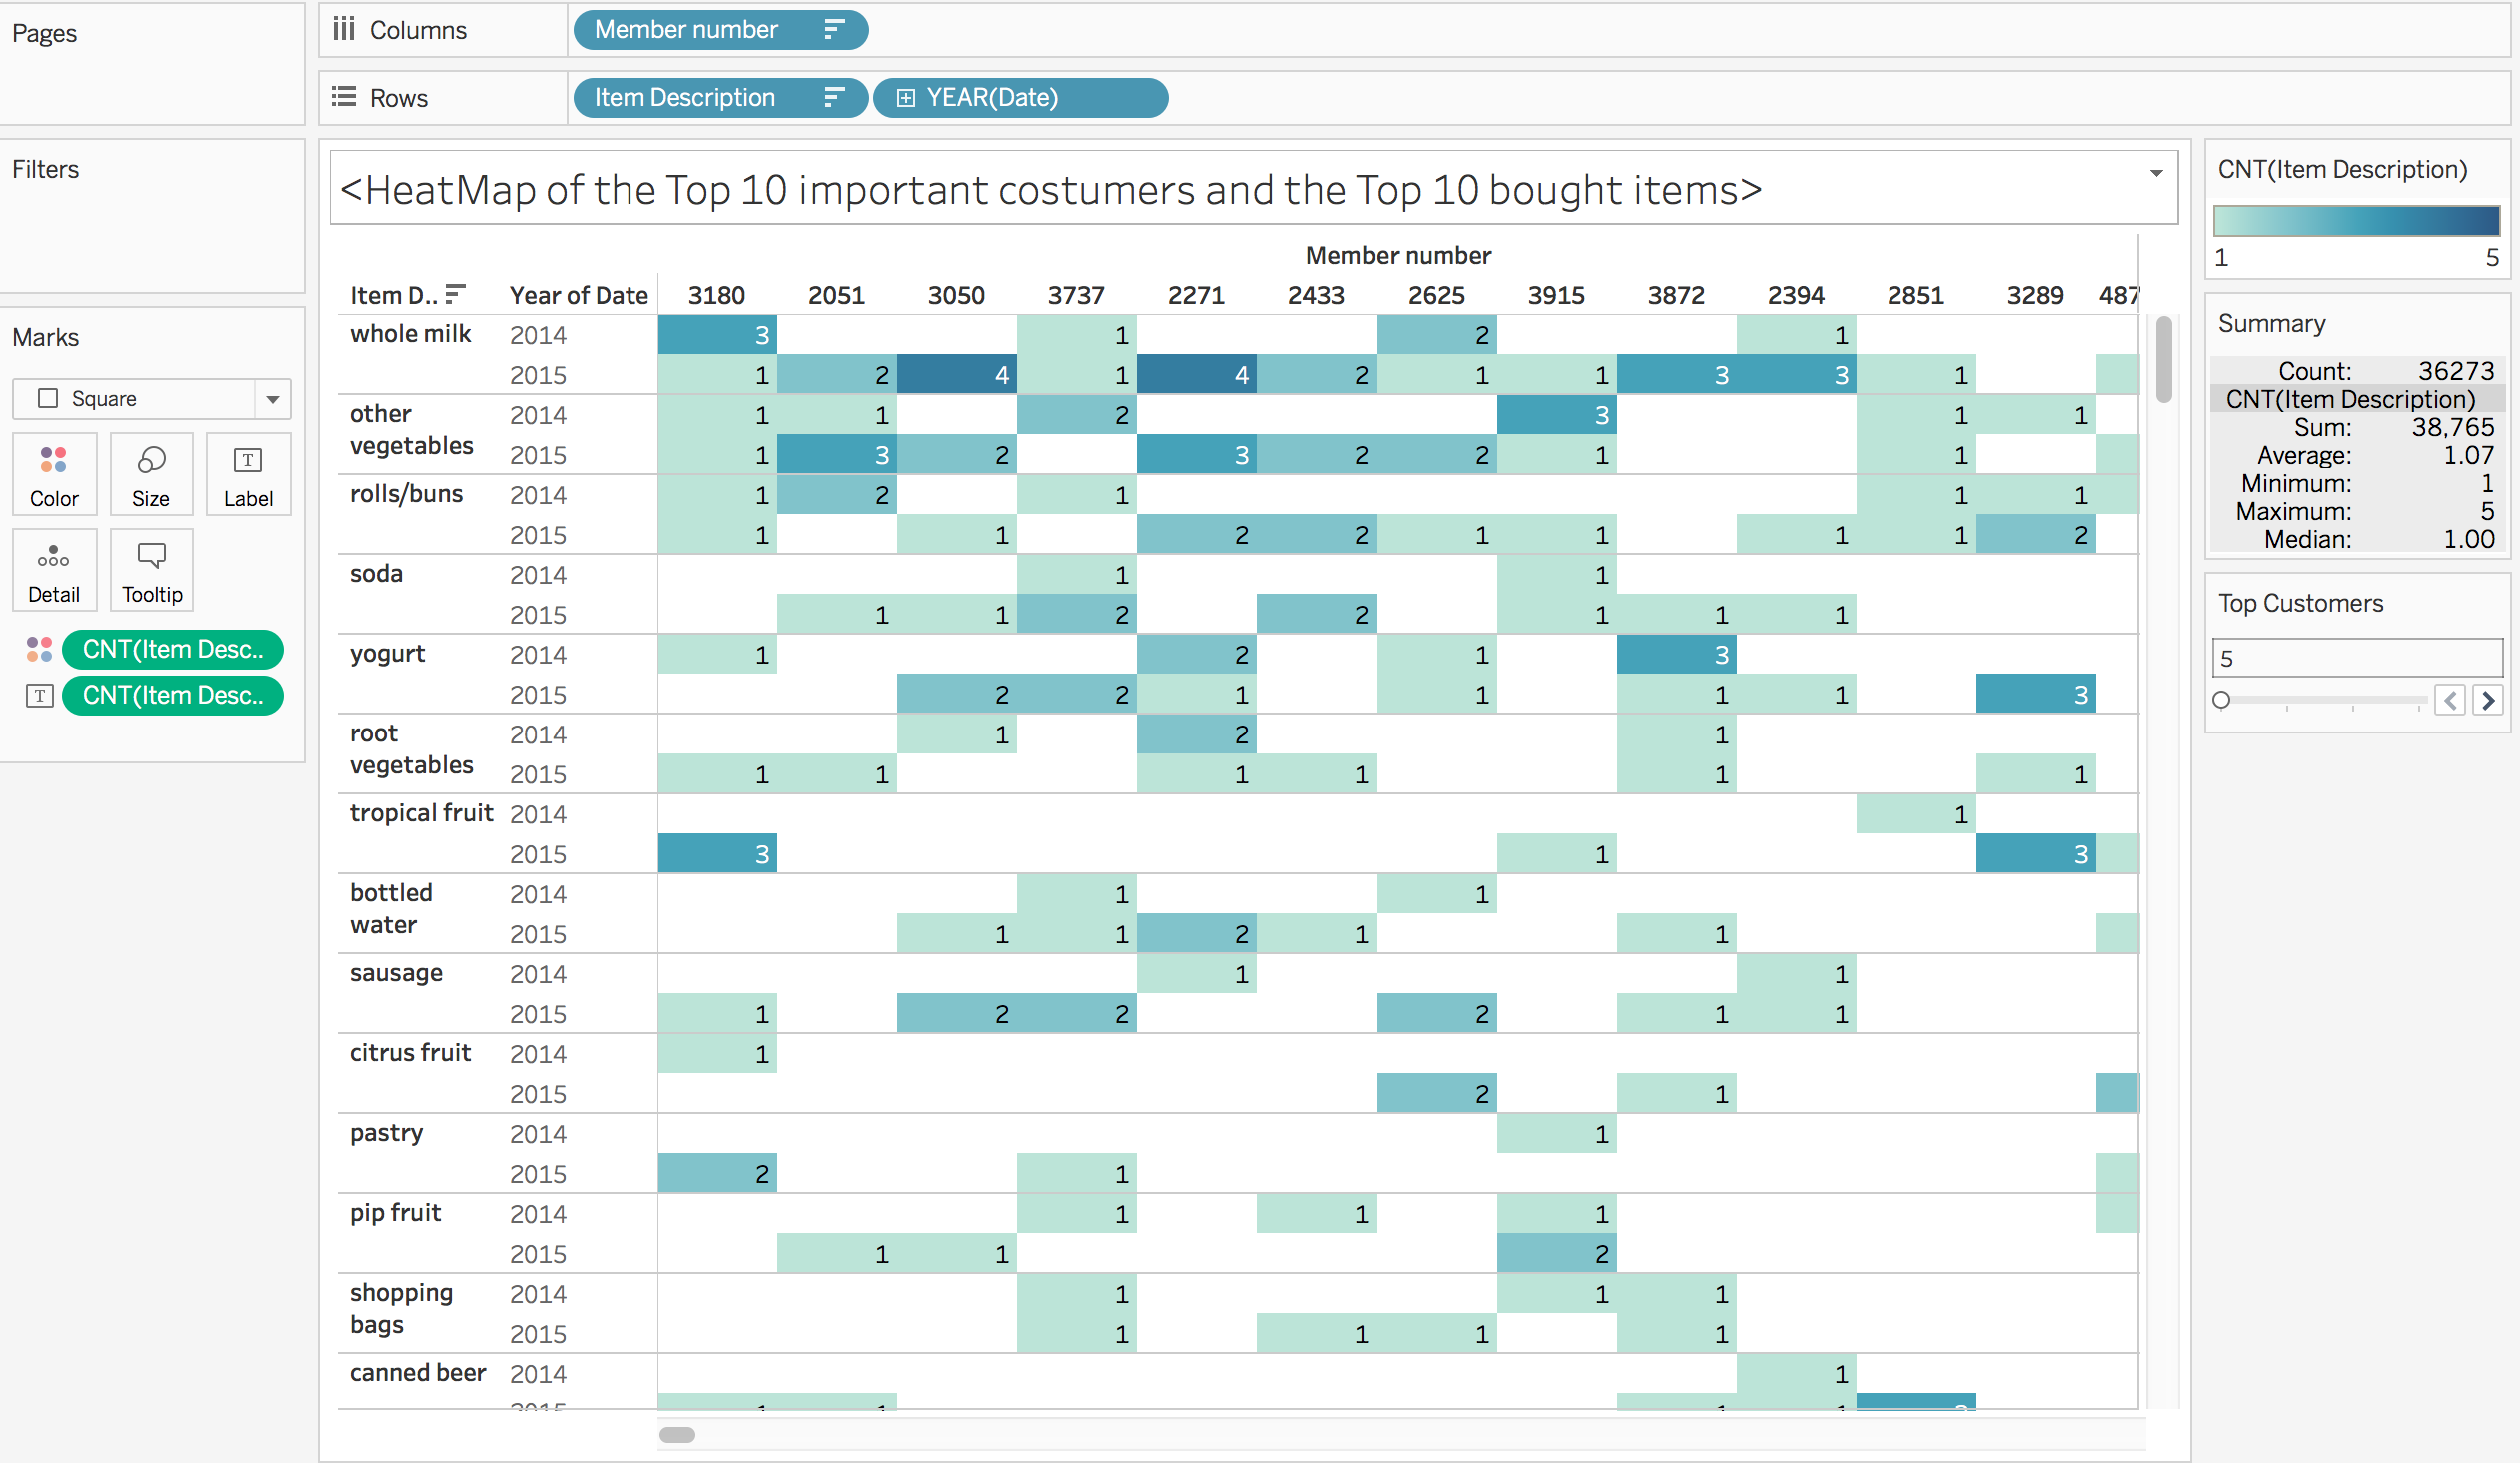 Pages
Columns Member number
Rows Item Description YEAR(Date)
Filters
<HeatMap of the Top 10 important costumers and the Top 10 bought items>
Marks
Square
Color Size Label
Detail Tooltip
CNT(Item Desc..
CNT(Item Desc..
Member number
Item D.. Year of Date 3180 2051 3050 3737 2271 2433 2625 3915 3872 2394 2851 3289 487
whole milk 2014 3 1 2 1
2015 1 2 4 1 4 2 1 1 3 3 1
other vegetables 2014 1 1 2 3 1 1
2015 1 3 2 3 2 2 1 1
rolls/buns 2014 1 2 1 1 1
2015 1 1 2 2 1 1 1 1 2
soda 2014 1 1
2015 1 1 2 2 1 1 1
yogurt 2014 1 2 1 3
2015 2 2 1 1 1 1 3
root vegetables 2014 1 2 1
2015 1 1 1 1 1 1
tropical fruit 2014 1
2015 3 1 3
bottled water 2014 1 1
2015 1 1 2 1 1
sausage 2014 1 1
2015 1 2 2 2 1 1
citrus fruit 2014 1
2015 2 1
pastry 2014 1
2015 2 1
pip fruit 2014 1 1 1
2015 1 1 2
shopping bags 2014 1 1 1
2015 1 1 1 1
canned beer 2014 1
CNT(Item Description)
1 5
Summary
Count: 36273
CNT(Item Description)
Sum: 38,765
Average: 1.07
Minimum: 1
Maximum: 5
Median: 1.00
Top Customers
5